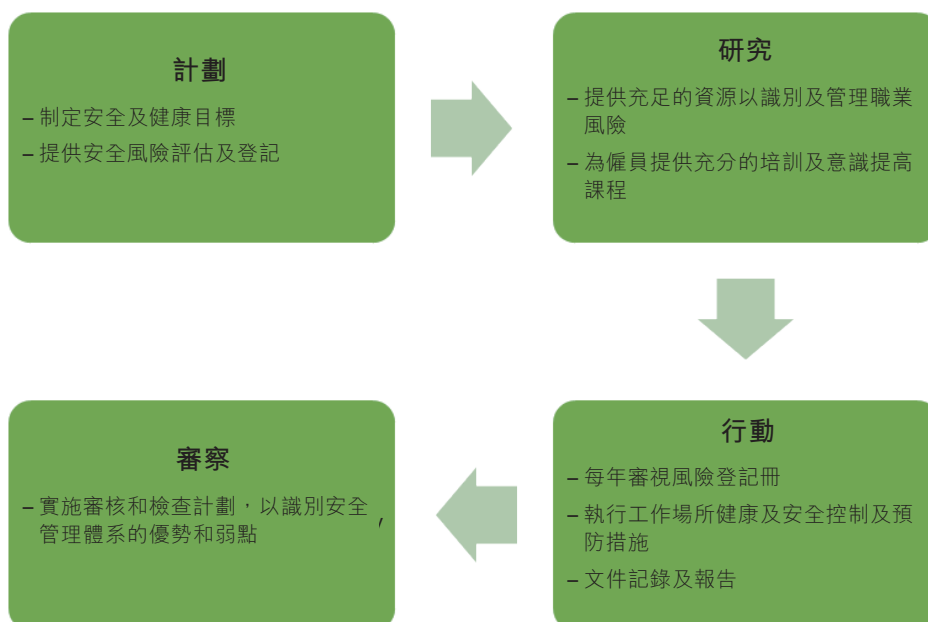 計劃
– 制定安全及健康目標
– 提供安全風險評估及登記
研究
– 提供充足的資源以識別及管理職業
風險
– 為僱員提供充分的培訓及意識提高
課程
行動
– 每年審視風險登記冊
– 執行工作場所健康及安全控制及預
防措施
– 文件記錄及報告
審察
– 實施審核和檢查計劃，以識別安全
管理體系的優勢和弱點
,